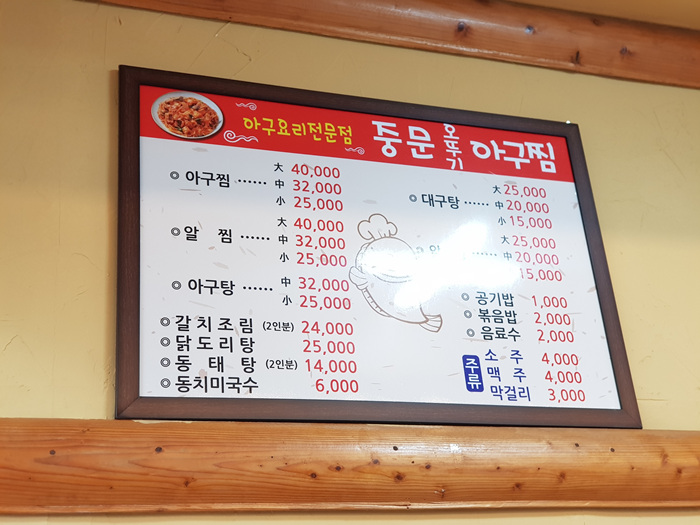 아구요리전문점 중문 오뚜기 아구찜
◎ 아구찜 …… 大 40,000
中 32,000
小 25,000
◎ 알 찜 …… 大 40,000
中 32,000
小 25,000
◎ 아구탕 …… 中 32,000
小 25,000
◎ 갈치조림 (2인분) 24,000
◎ 닭도리탕 25,000
◎ 동태탕 (2인분) 14,000
◎ 동치미국수 6,000
◎ 대구탕 …… 大 25,000
中 20,000
小 15,000
大 25,000
中 20,000
15,000
◎ 공기밥 1,000
◎ 볶음밥 2,000
◎ 음료수 2,000
주류
소 주 4,000
맥 주 4,000
막걸리 3,000